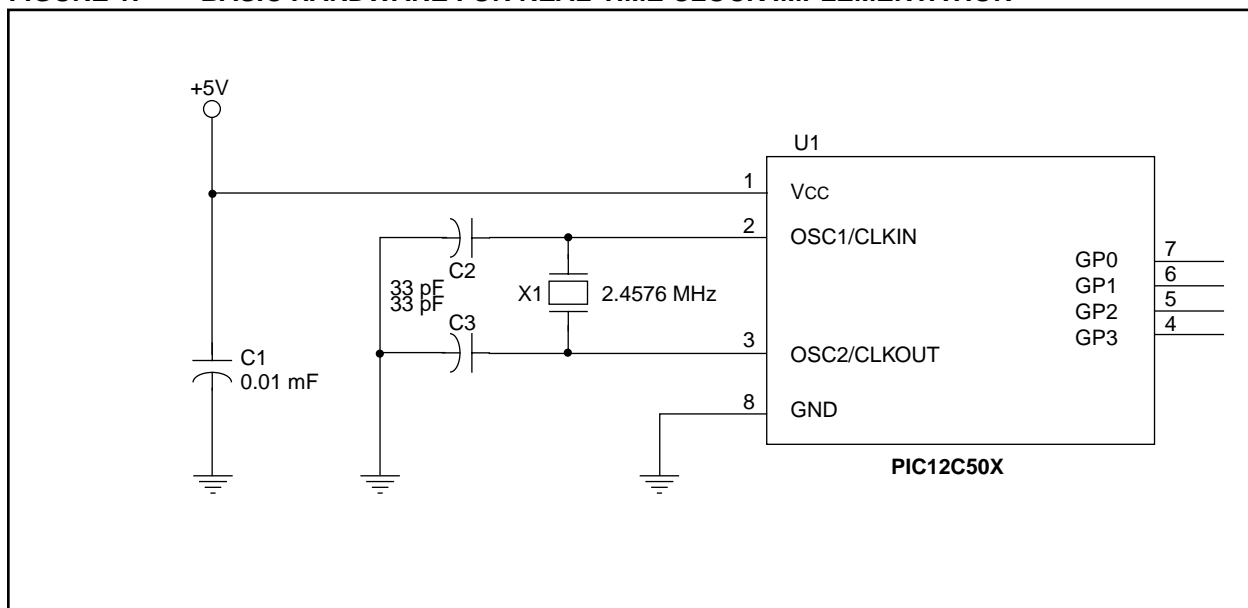 +5V
U1
1
VCC
2
OSC1/CLKIN
C2
GP0
7
33 pF
33 pF
X1
2.4576 MHz
GP1
6
GP2
5
C3
GP3
4
3
OSC2/CLKOUT
C1
0.01 mF
8
GND
PIC12C50X